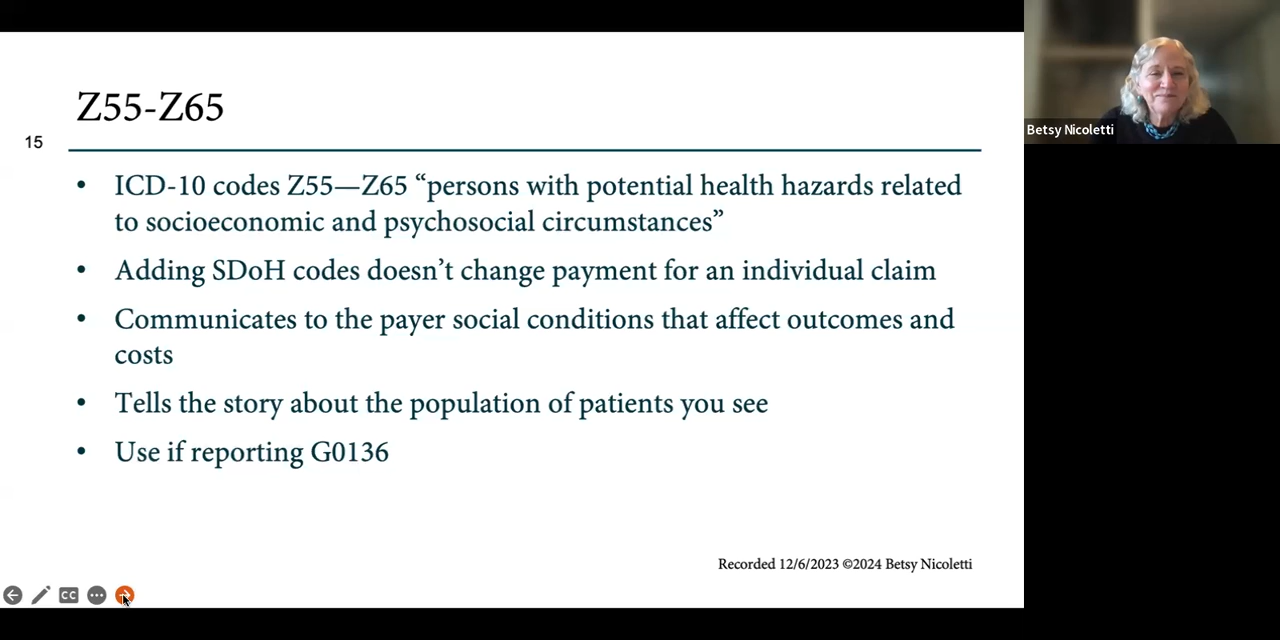 Z55-Z65
15
• ICD-10 codes Z55—Z65 “persons with potential health hazards related
to socioeconomic and psychosocial circumstances”
• Adding SDoH codes doesn’t change payment for an individual claim
• Communicates to the payer social conditions that affect outcomes and
costs
• Tells the story about the population of patients you see
• Use if reporting G0136
Recorded 12/6/2023 ©2024 Betsy Nicoletti
CC
Betsy Nicoletti